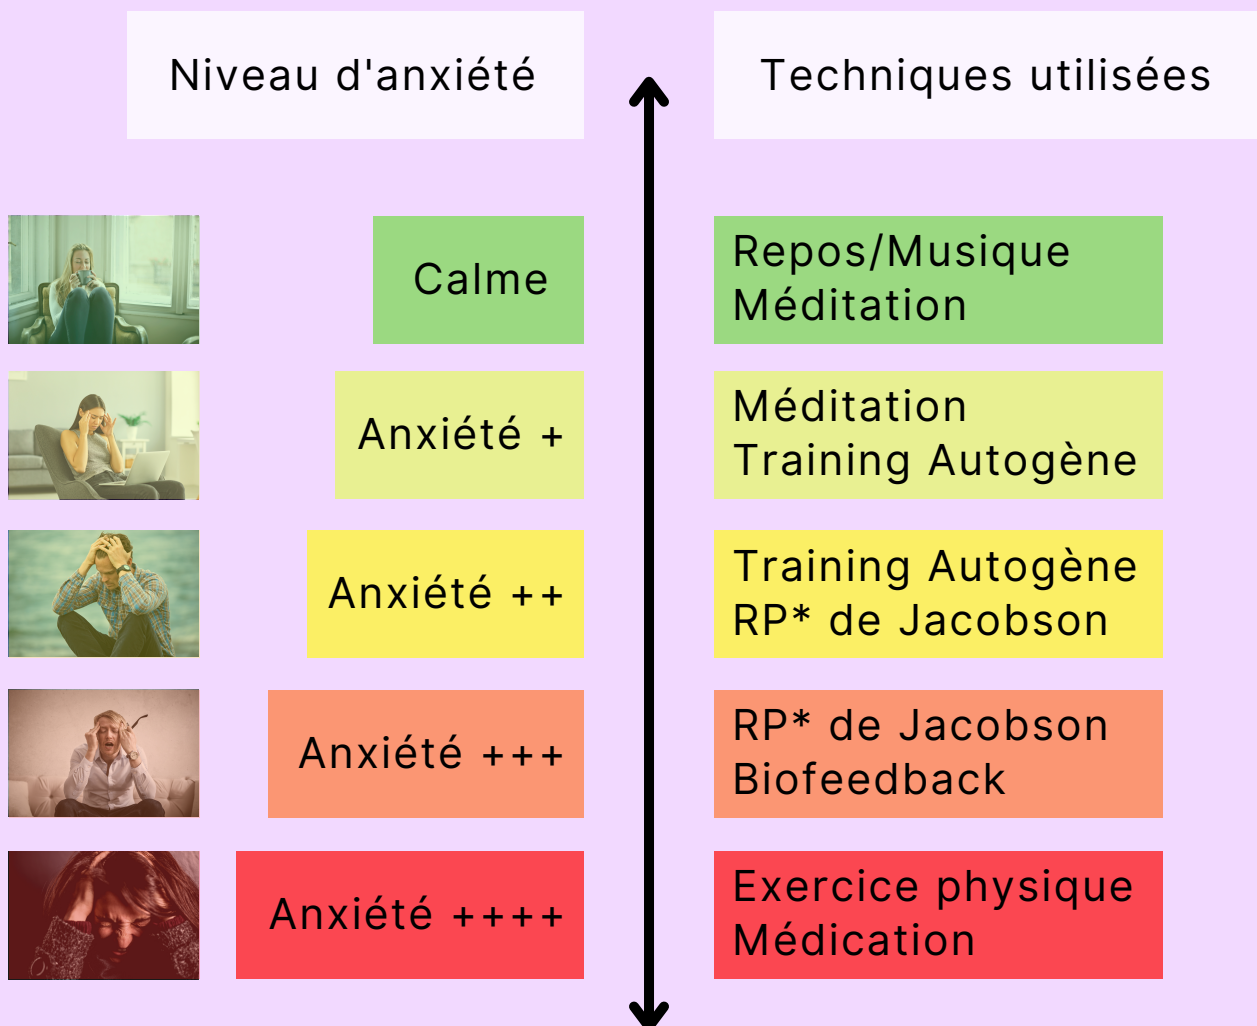 Niveau d'anxiété
Techniques utilisées
Calme
Repos/Musique
Méditation
Anxiété +
Méditation
Training Autogène
Anxiété ++
Training Autogène
RP* de Jacobson
Anxiété +++
RP* de Jacobson
Biofeedback
Anxiété ++++
Exercice physique
Médication